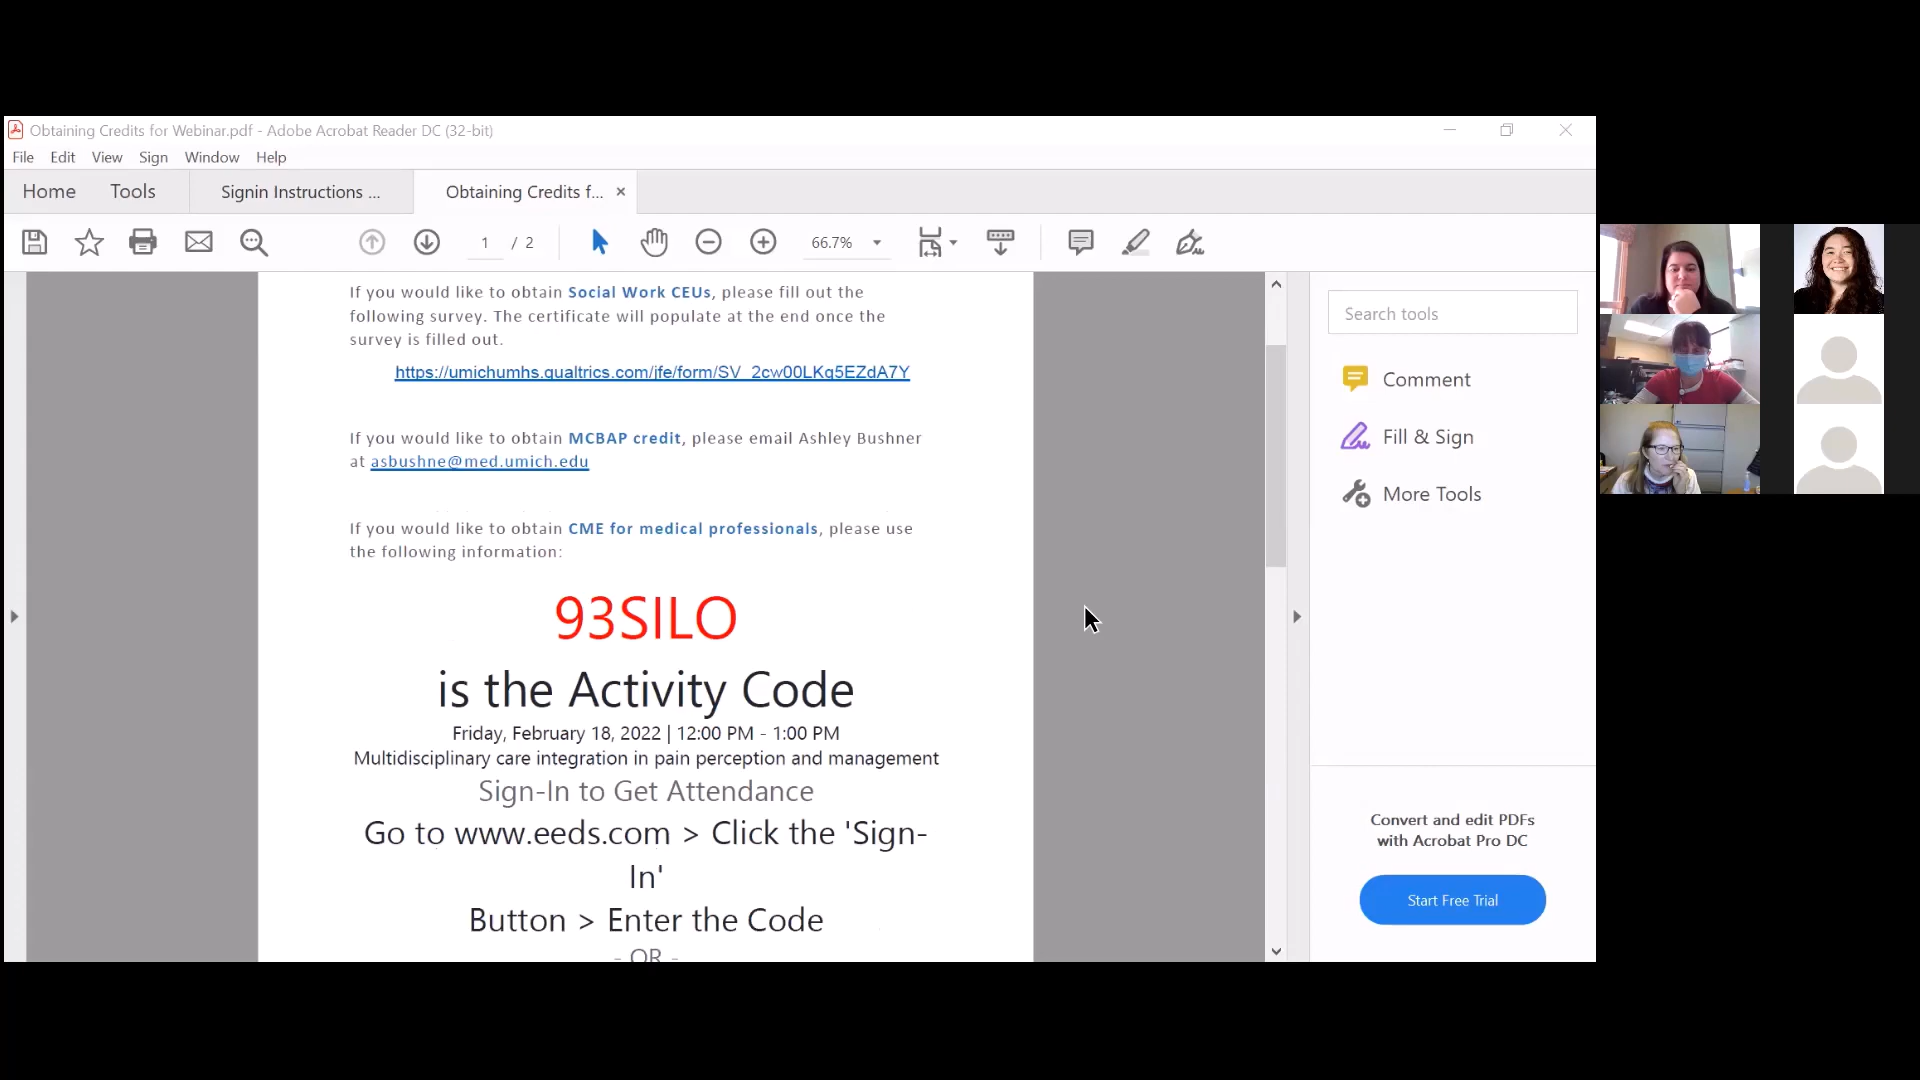 Obtaining Credits for Webinar.pdf - Adobe Acrobat Reader DC (32-bit)
File Edit View Sign Window Help
Home Tools Signin Instructions ... Obtaining Credits f... ×
1 / 2 66.7%
If you would like to obtain Social Work CEUs, please fill out the
following survey. The certificate will populate at the end once the
survey is filled out.
https://umichumhs.qualtrics.com/jfe/form/SV_2cw00LKq5EZdA7Y
If you would like to obtain MCBAP credit, please email Ashley Bushner
at asbushne@med.umich.edu
If you would like to obtain CME for medical professionals, please use
the following information:
93SILO
is the Activity Code
Friday, February 18, 2022 | 12:00 PM - 1:00 PM
Multidisciplinary care integration in pain perception and management
Sign-In to Get Attendance
Go to www.eeds.com > Click the 'Sign-
In'
Button > Enter the Code
- OR -
Search tools
Comment
Fill & Sign
More Tools
Convert and edit PDFs
with Acrobat Pro DC
Start Free Trial